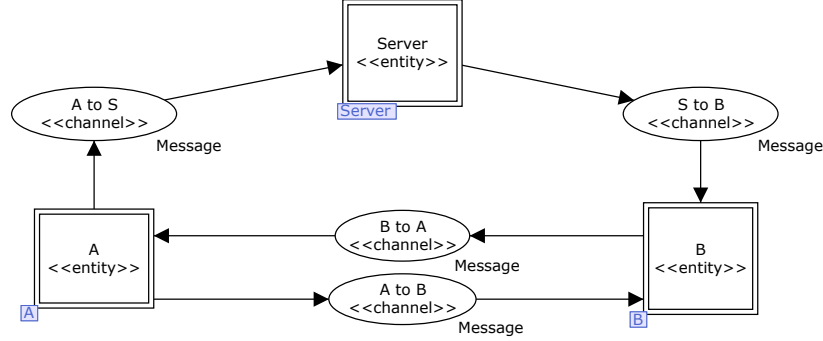 Server
<<entity>>
Server
A to S
<<channel>>
Message
S to B
<<channel>>
Message
A
<<entity>>
A
B to A
<<channel>>
Message
A to B
<<channel>>
Message
B
<<entity>>
B